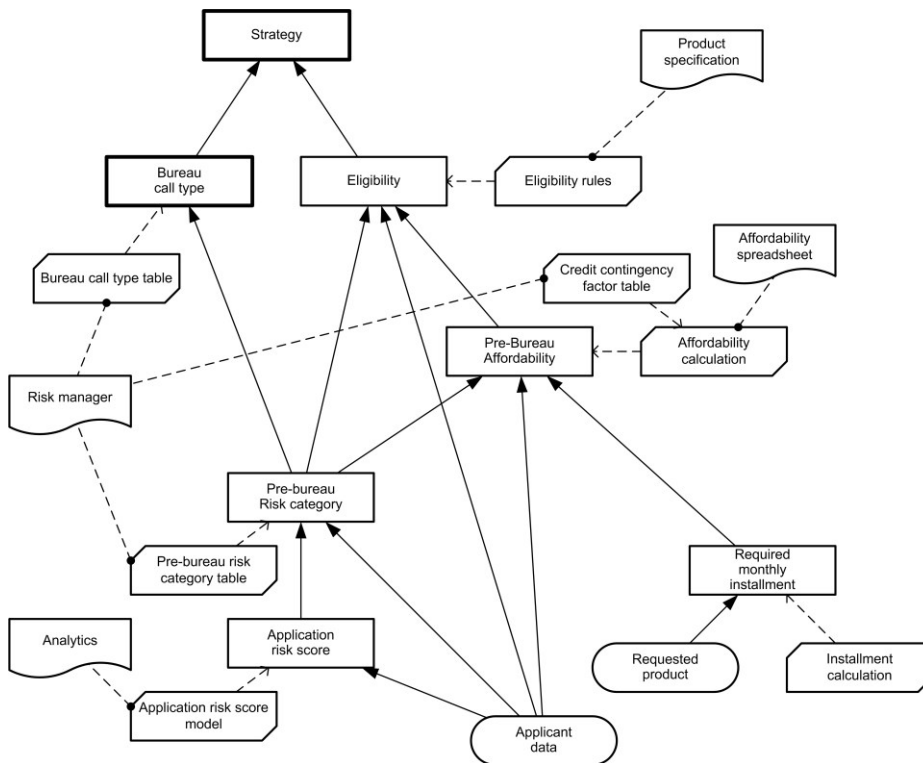 Strategy
Product
specification
Bureau
call type
Eligibility
Eligibility rules
Bureau call type table
Credit contingency
factor table
Affordability
spreadsheet
Pre-Bureau
Affordability
Affordability
calculation
Risk manager
Pre-bureau
Risk category
Pre-bureau risk
category table
Required
monthly
installment
Analytics
Application
risk score
Requested
product
Installment
calculation
Application risk score
model
Applicant
data